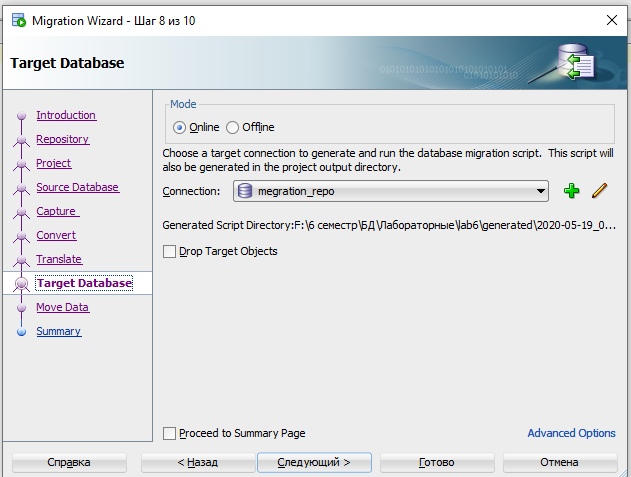 Migration Wizard - Шаг 8 из 10
Target Database
Introduction
Repository
Project
Source Database
Capture
Convert
Translate
Target Database
Move Data
Summary
Mode
Online
Offline
Choose a target connection to generate and run the database migration script. This script will
also be generated in the project output directory.
Connection: megration_repo
Generated Script Directory:F:\6 семестр\БД\Лабораторные\lab6\generated\2020-05-19_0...
Drop Target Objects
Proceed to Summary Page
Advanced Options
Справка
< Назад
Следующий >
Готово
Отмена